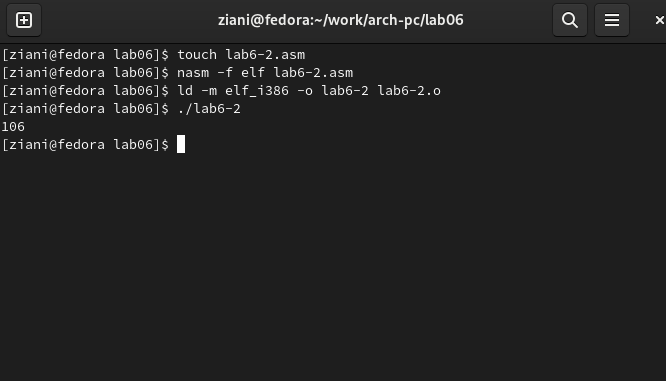 ziani@fedora:~/work/arch-pc/lab06
[ziani@fedora lab06]$ touch lab6-2.asm
[ziani@fedora lab06]$ nasm -f elf lab6-2.asm
[ziani@fedora lab06]$ ld -m elf_i386 -o lab6-2 lab6-2.o
[ziani@fedora lab06]$ ./lab6-2
106
[ziani@fedora lab06]$